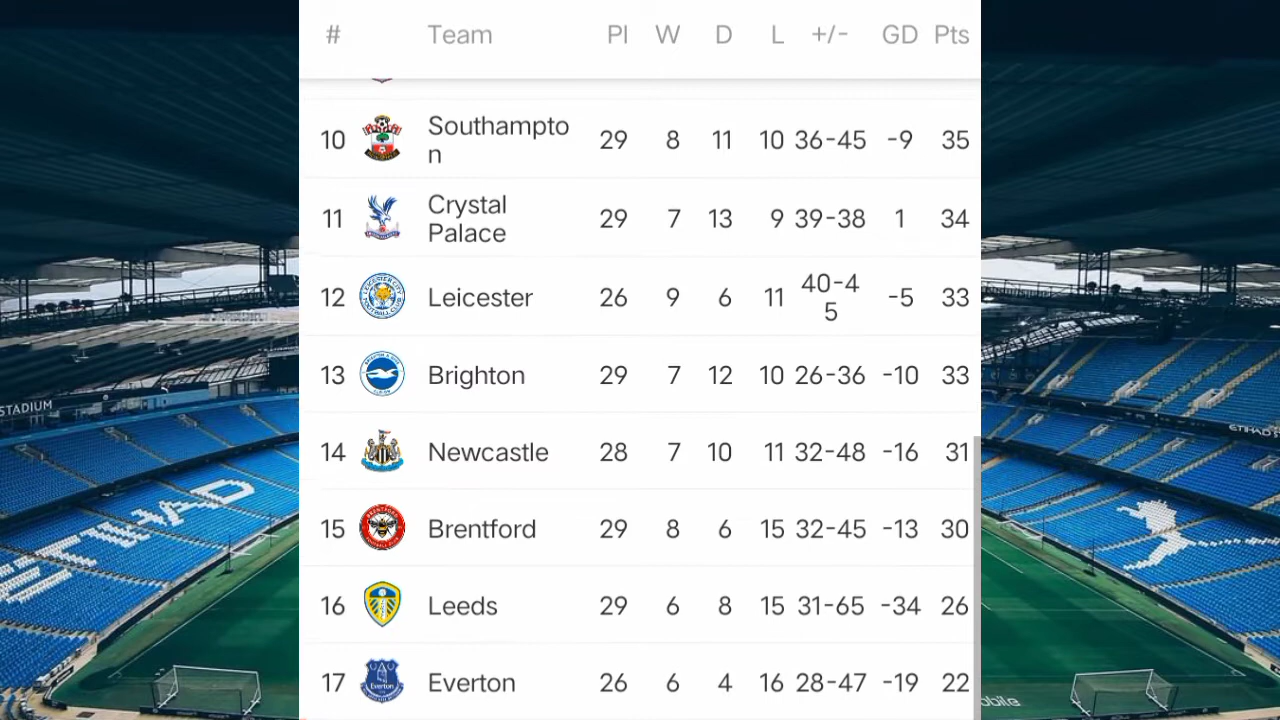 # Team Pl W D L +/- GD Pts
10 Southampto 29 8 11 10 36-45 -9 35
n
11 Crystal 29 7 13 9 39-38 1 34
Palace
12 Leicester 26 9 6 11 40-4 -5 33
5
13 Brighton 29 7 12 10 26-36 -10 33
14 Newcastle 28 7 10 11 32-48 -16 31
15 Brentford 29 8 6 15 32-45 -13 30
16 Leeds 29 6 8 15 31-65 -34 26
17 Everton 26 6 4 16 28-47 -19 22
STADIUM
ETIHAD
ETIHAD
Everton